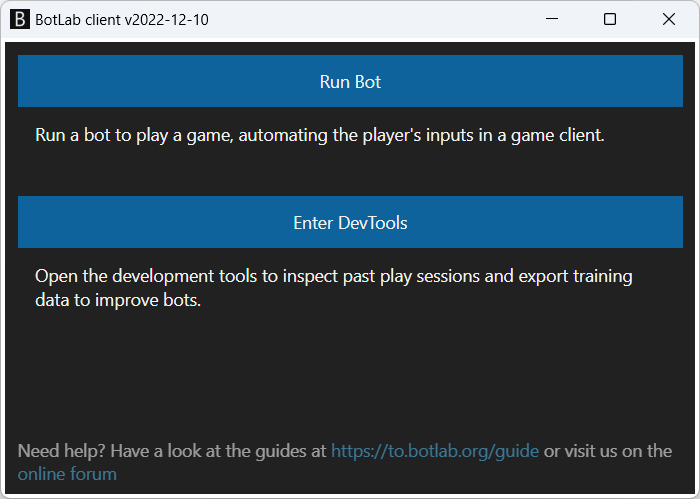 B BotLab client v2022-12-10
Run Bot
Run a bot to play a game, automating the player's inputs in a game client.
Enter DevTools
Open the development tools to inspect past play sessions and export training
data to improve bots.
Need help? Have a look at the guides at https://to.botlab.org/guide or visit us on the
online forum